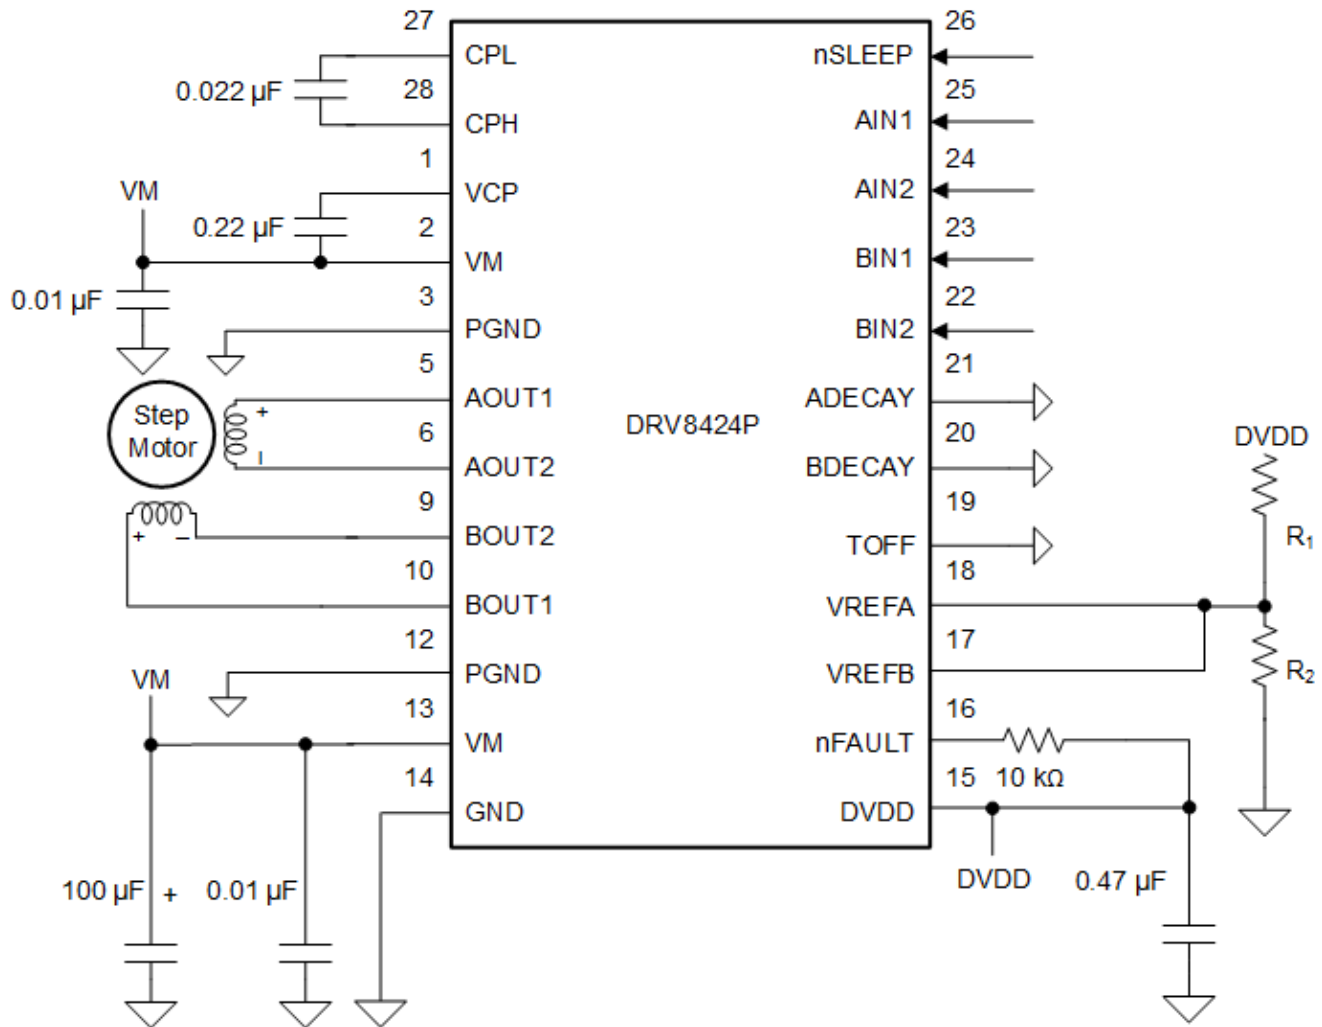 27
CPL
nSLEEP
26
0.022 µF
28
CPH
AIN1
25
1
VCP
AIN2
24
VM
0.22 µF
2
VM
BIN1
23
0.01 µF
3
PGND
BIN2
22
5
AOUT1
ADECAY
21
Step
Motor
+
–
6
AOUT2
DRV8424P
BDECAY
20
DVDD
9
BOUT2
TOFF
19
R1
+ –
10
BOUT1
VREFA
18
12
PGND
VREFB
17
R2
VM
13
VM
nFAULT
16
10 kΩ
14
GND
DVDD
15
100 µF +
0.01 µF
DVDD
0.47 µF